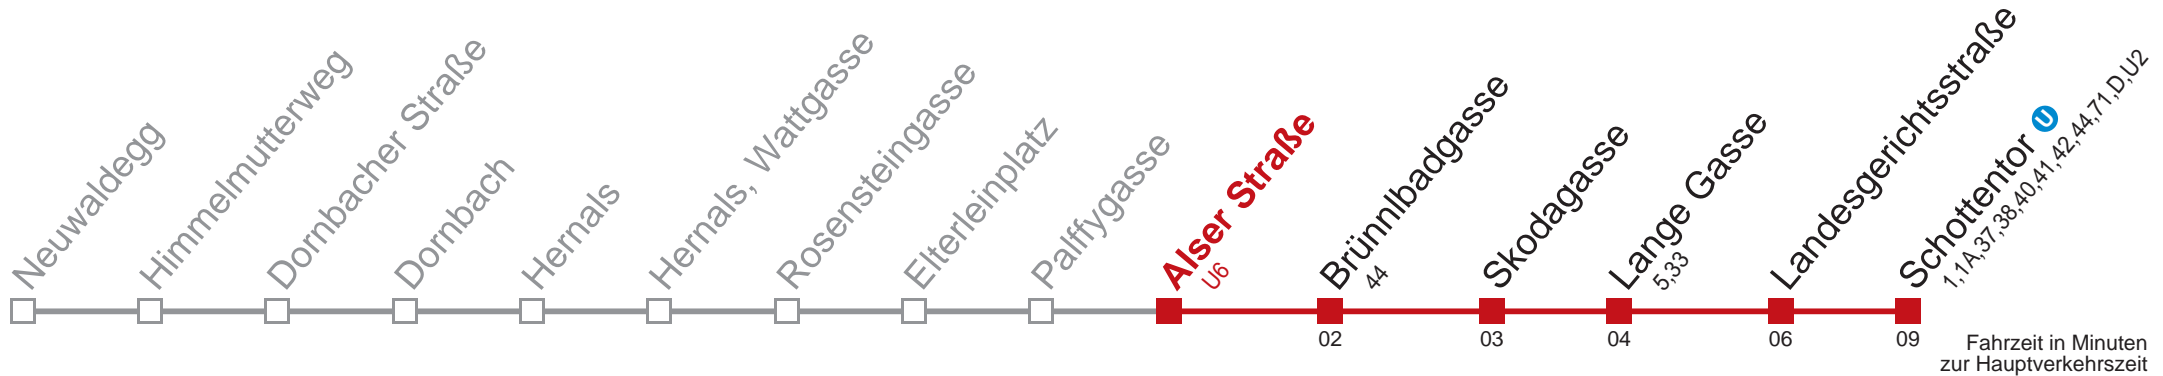 Neuwaldegg
Himmelmutterweg
Dornbacher Straße
Dornbach
Hernals
Hernals, Wattgasse
Rosensteingasse
Elterleinplatz
Palffygasse
Alser Straße
U6
Brünnlbadgasse
44
Skodagasse
Lange Gasse
5,33
Landesgerichtsstraße
Schottentor U
1,1A,37,38,40,41,42,44,71,D,U2
02
03
04
06
09
Fahrzeit in Minuten
zur Hauptverkehrszeit